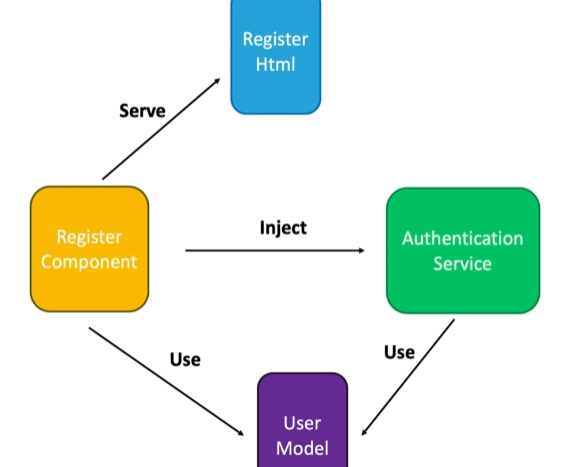 Register
Html
Serve
Inject
Register
Component
Authentication
Service
Use
Use
User
Model